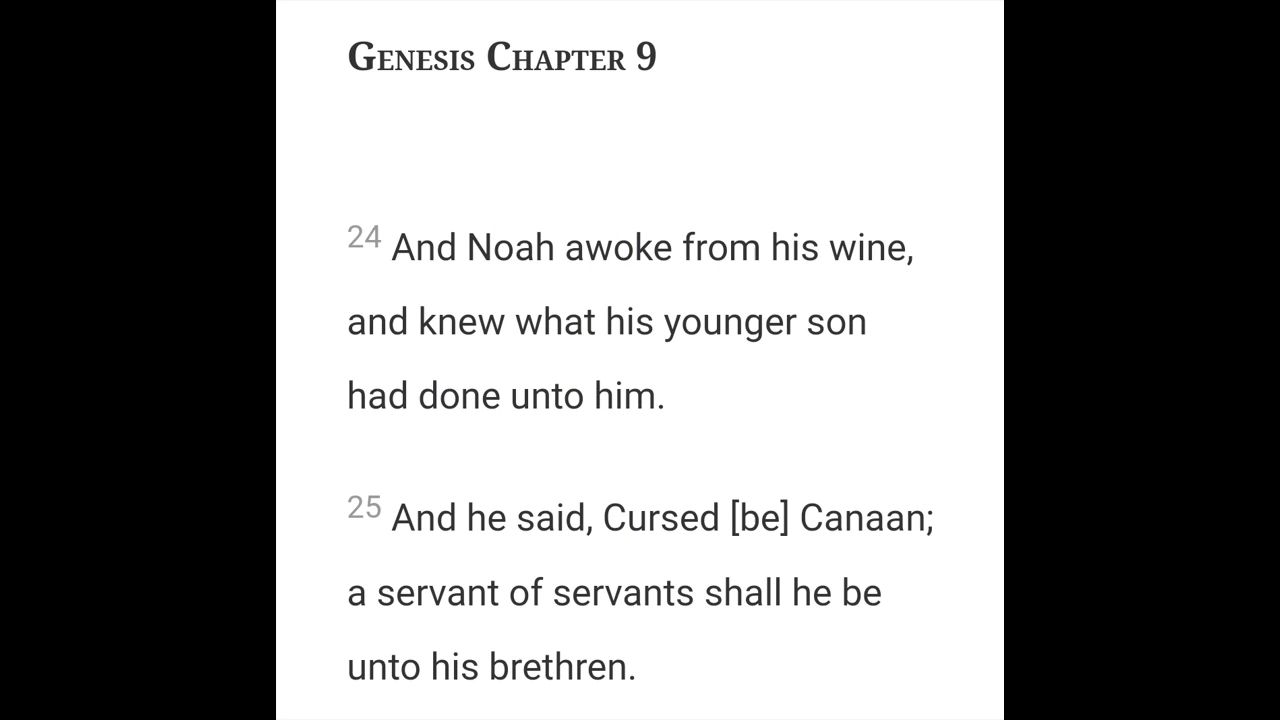 Genesis Chapter 9
24 And Noah awoke from his wine,
and knew what his younger son
had done unto him.
25 And he said, Cursed [be] Canaan;
a servant of servants shall he be
unto his brethren.